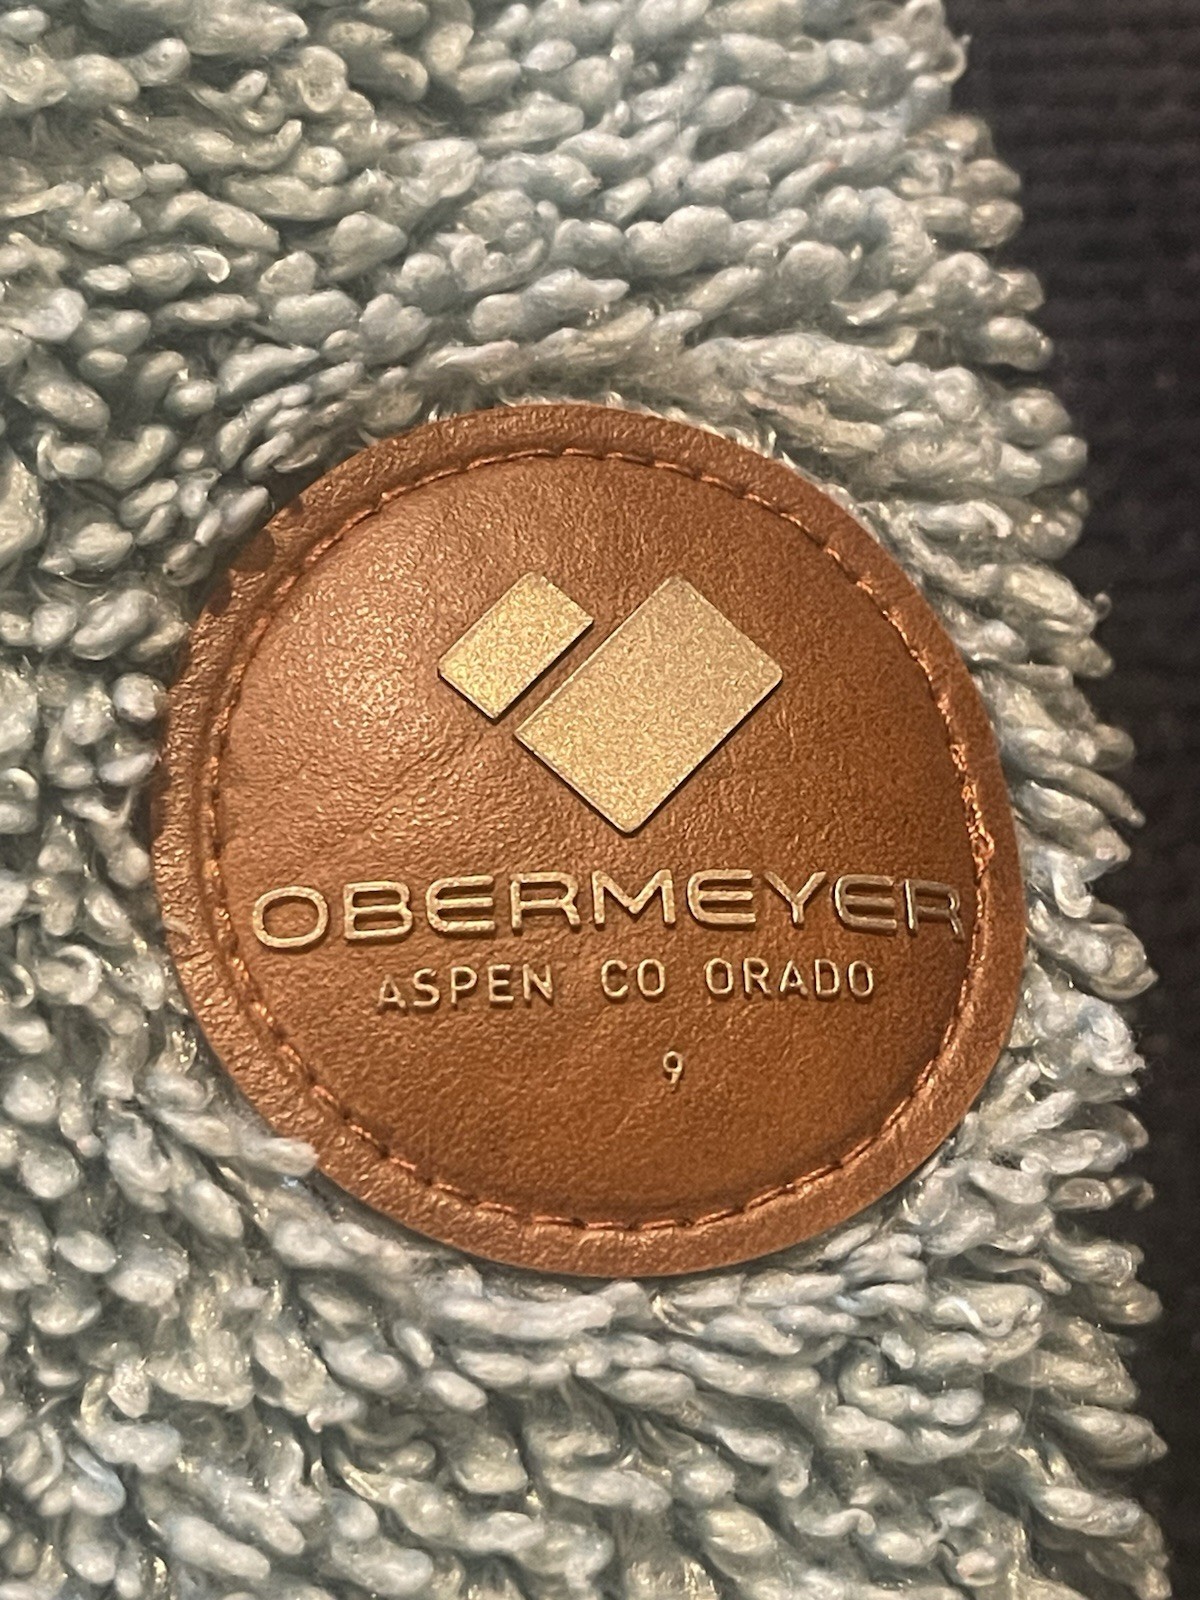 OBERMEYER
ASPEN CO ORADO
9